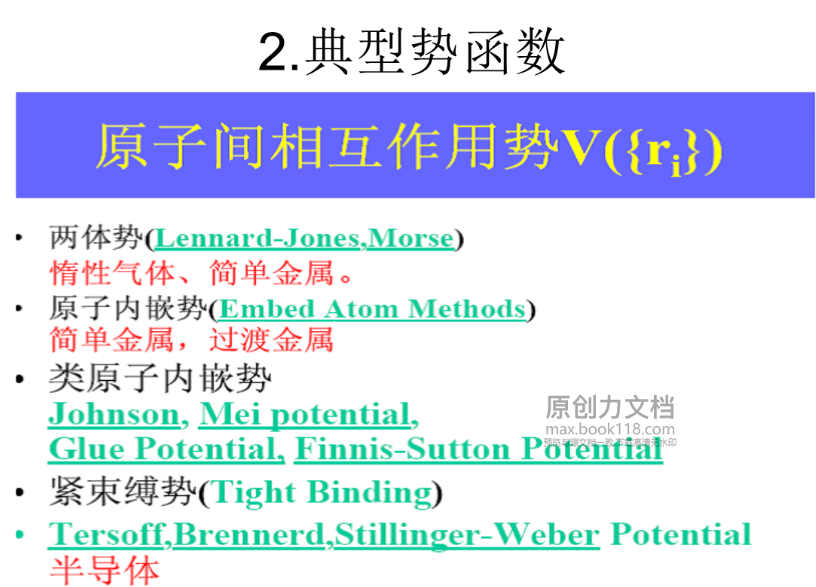 2.典型势函数
原子间相互作用势V({ri})
• 两体势(Lennard-Jones,Morse)
惰性气体、简单金属。
• 原子内嵌势(Embed Atom Methods)
简单金属，过渡金属
• 类原子内嵌势
Johnson, Mei potential,
Glue Potential, Finnis-Sutton Potential
原创力文档
max.book118.com
预览与源文档一致,下载高清无水印
• 紧束缚势(Tight Binding)
• Tersoff,Brennerd,Stillinger-Weber Potential
半导体